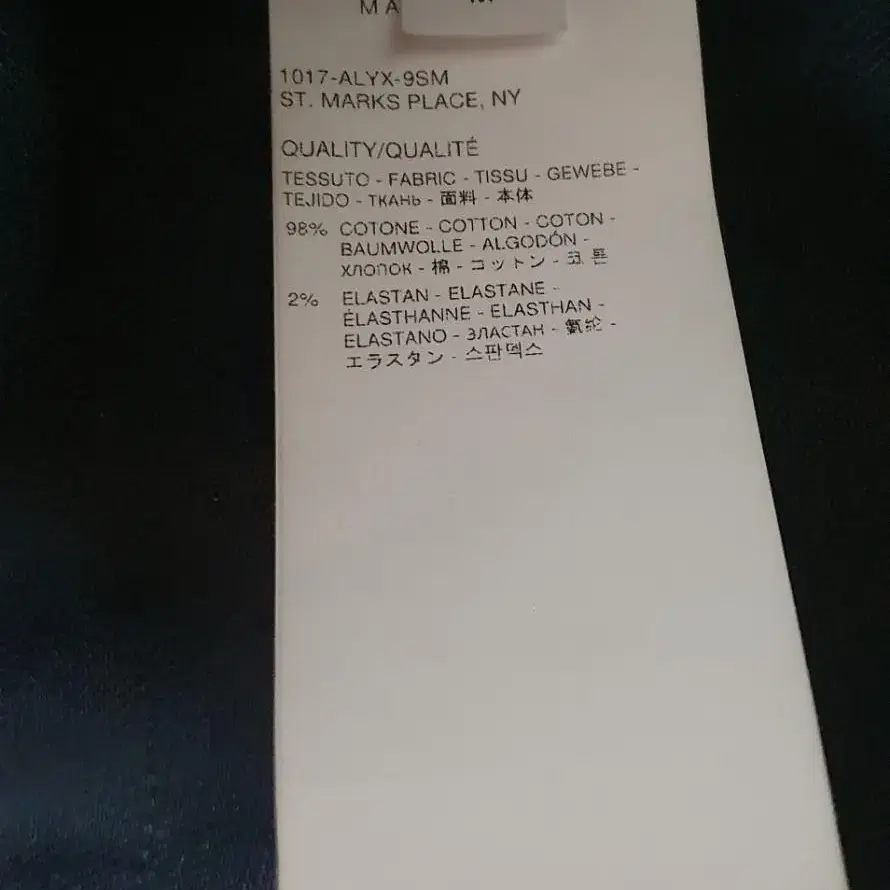 MA
1017-ALYX-9SM
ST. MARKS PLACE, NY
QUALITY/QUALITÉ
TESSUTO - FABRIC - TISSU - GEWEBE -
TEJIDO - ТКАНЬ - 面料 - 本体
98% COTONE - COTTON - COTON -
BAUMWOLLE - ALGODÓN -
ХЛОПОК - 棉 - コットン - 코 튼
2% ELASTAN - ELASTANE -
ÉLASTHANNE - ELASTHAN -
ELASTANO - ЭЛАСТАН - 氨纶 -
エラスタン - 스판덱스